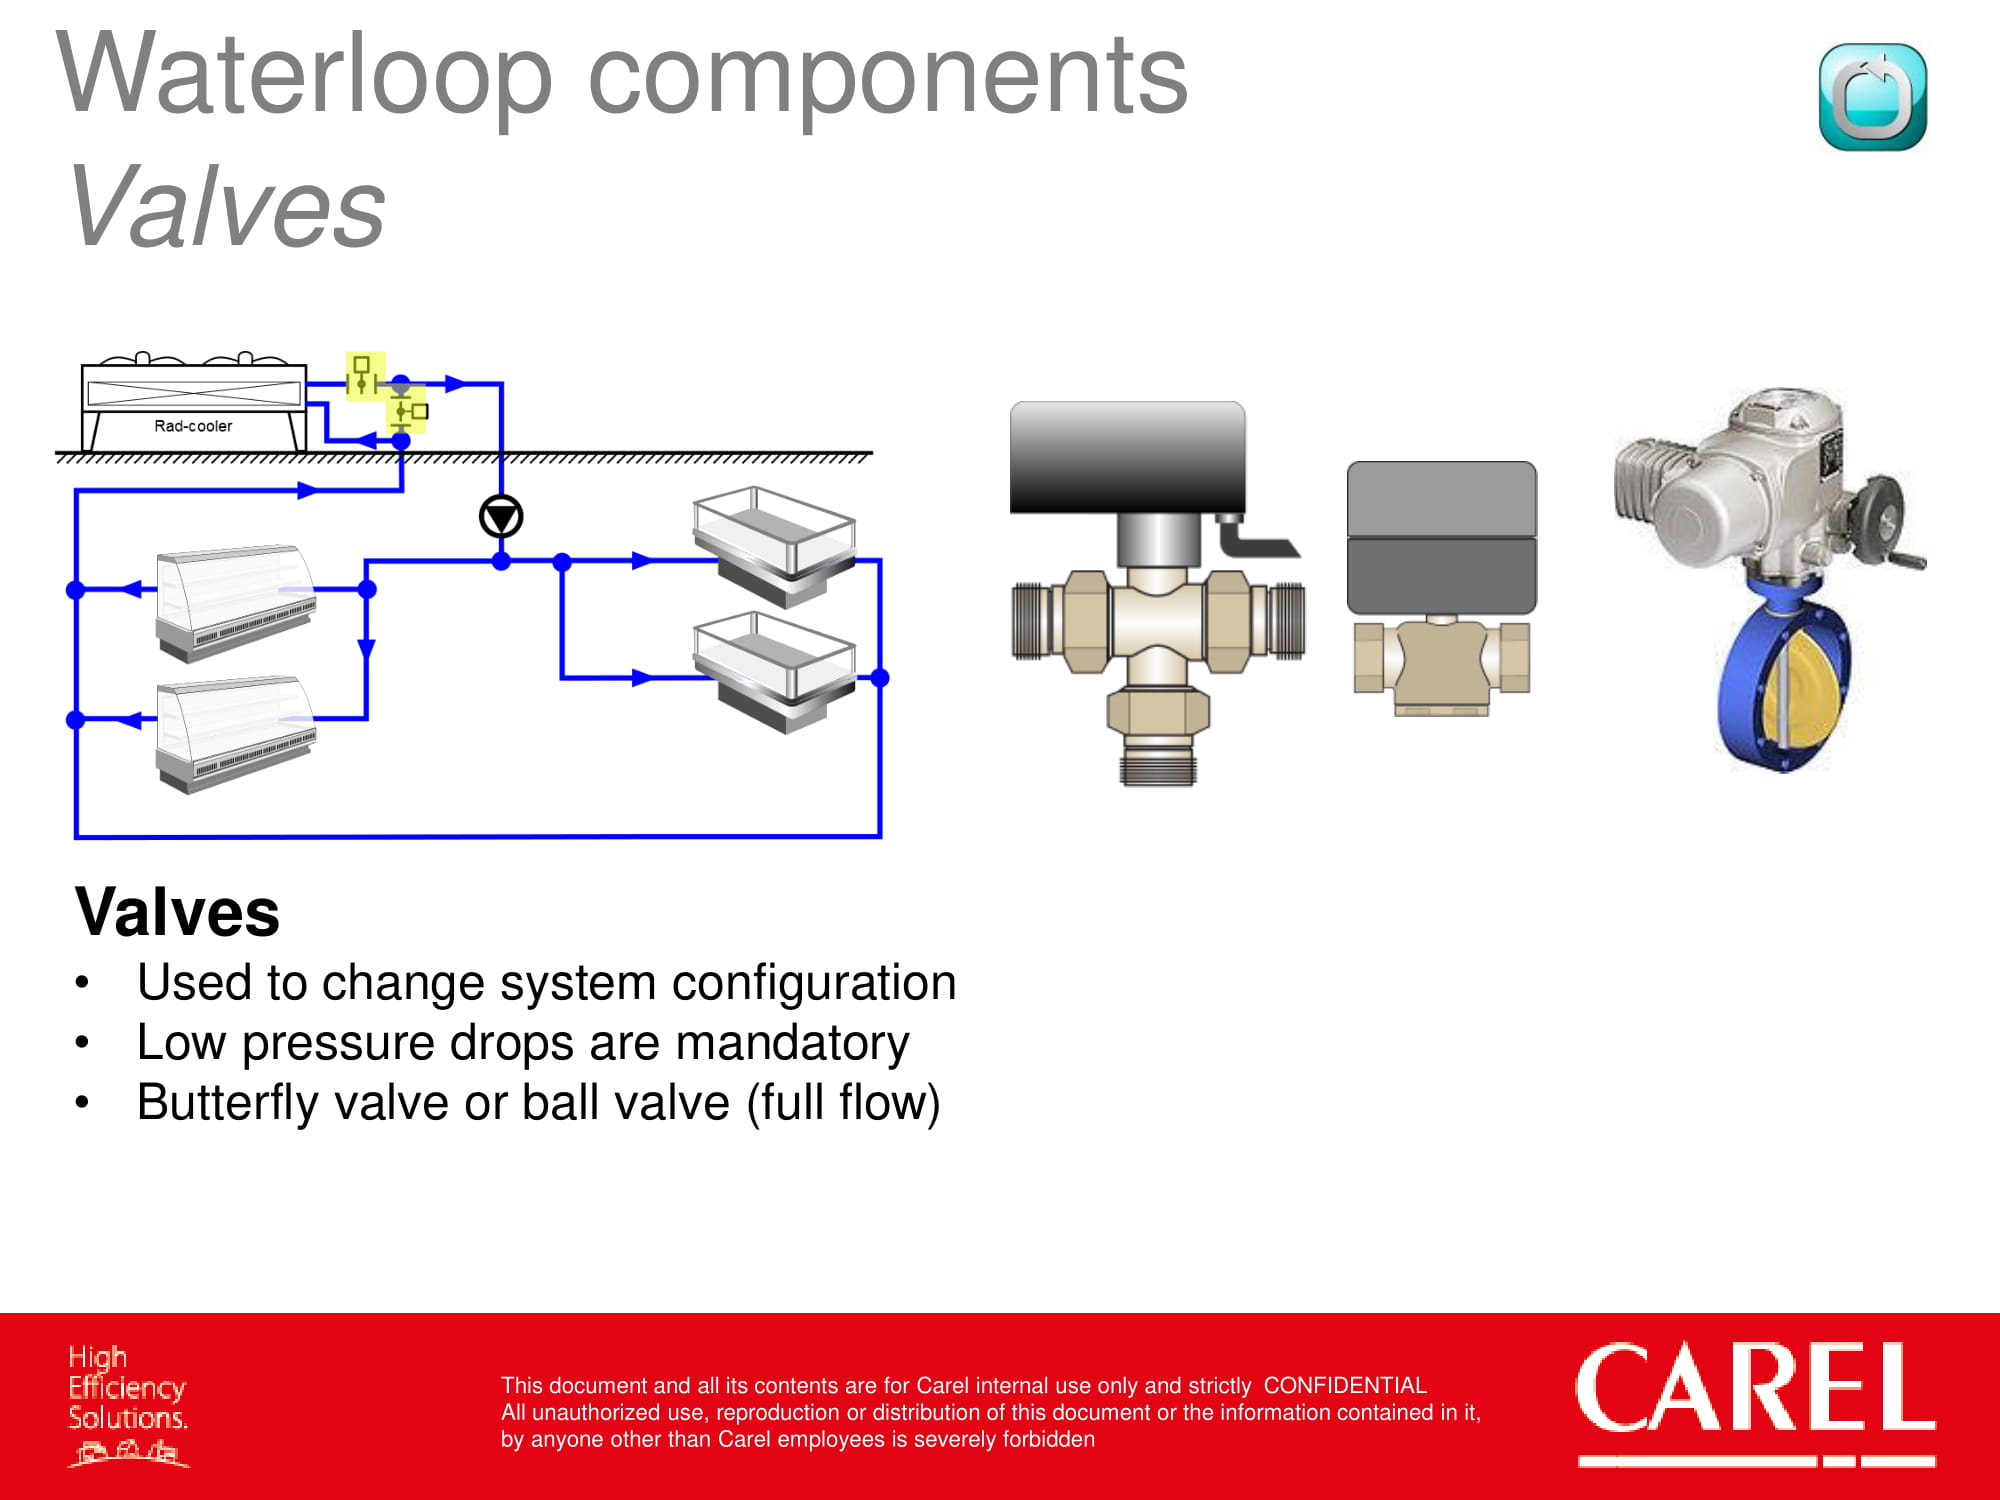 Waterloop components
Valves
Rad-cooler
Valves
• Used to change system configuration
• Low pressure drops are mandatory
• Butterfly valve or ball valve (full flow)
High
Efficiency
Solutions.
This document and all its contents are for Carel internal use only and strictly  CONFIDENTIAL
All unauthorized use, reproduction or distribution of this document or the information contained in it,
by anyone other than Carel employees is severely forbidden
CAREL